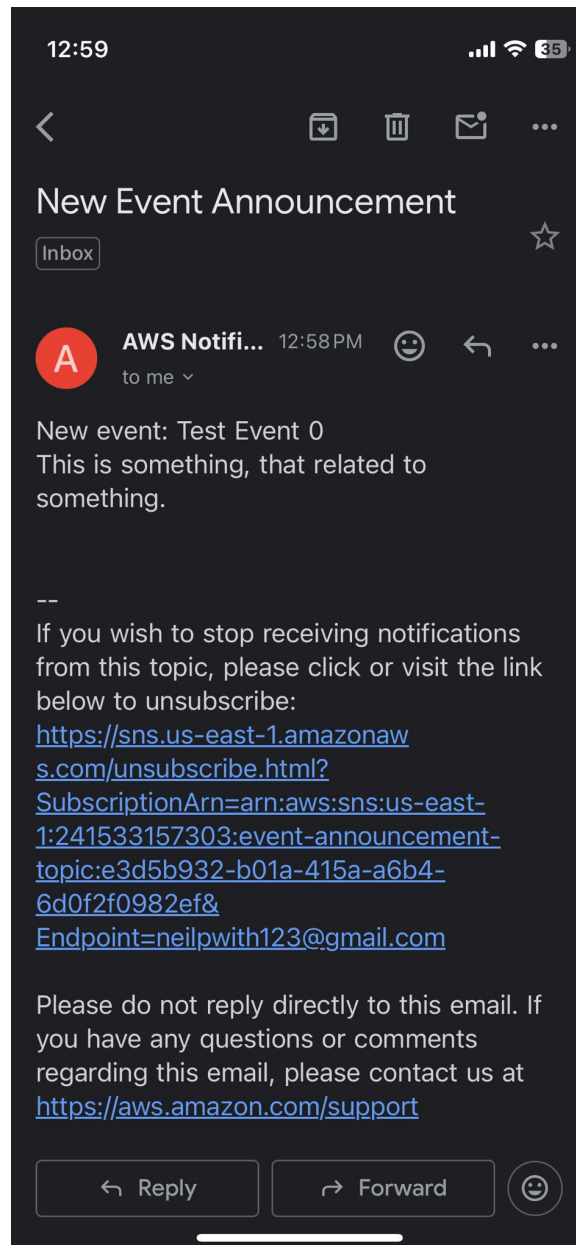 12:59
35
New Event Announcement
Inbox
A
AWS Notifi... 12:58 PM
to me
New event: Test Event 0
This is something, that related to
something.
--
If you wish to stop receiving notifications
from this topic, please click or visit the link
below to unsubscribe:
https://sns.us-east-1.amazonaw
s.com/unsubscribe.html?
SubscriptionArn=arn:aws:sns:us-east-
1:241533157303:event-announcement-
topic:e3d5b932-b01a-415a-a6b4-
6d0f2f0982ef&
Endpoint=neilpwith123@gmail.com
Please do not reply directly to this email. If
you have any questions or comments
regarding this email, please contact us at
https://aws.amazon.com/support
Reply
Forward